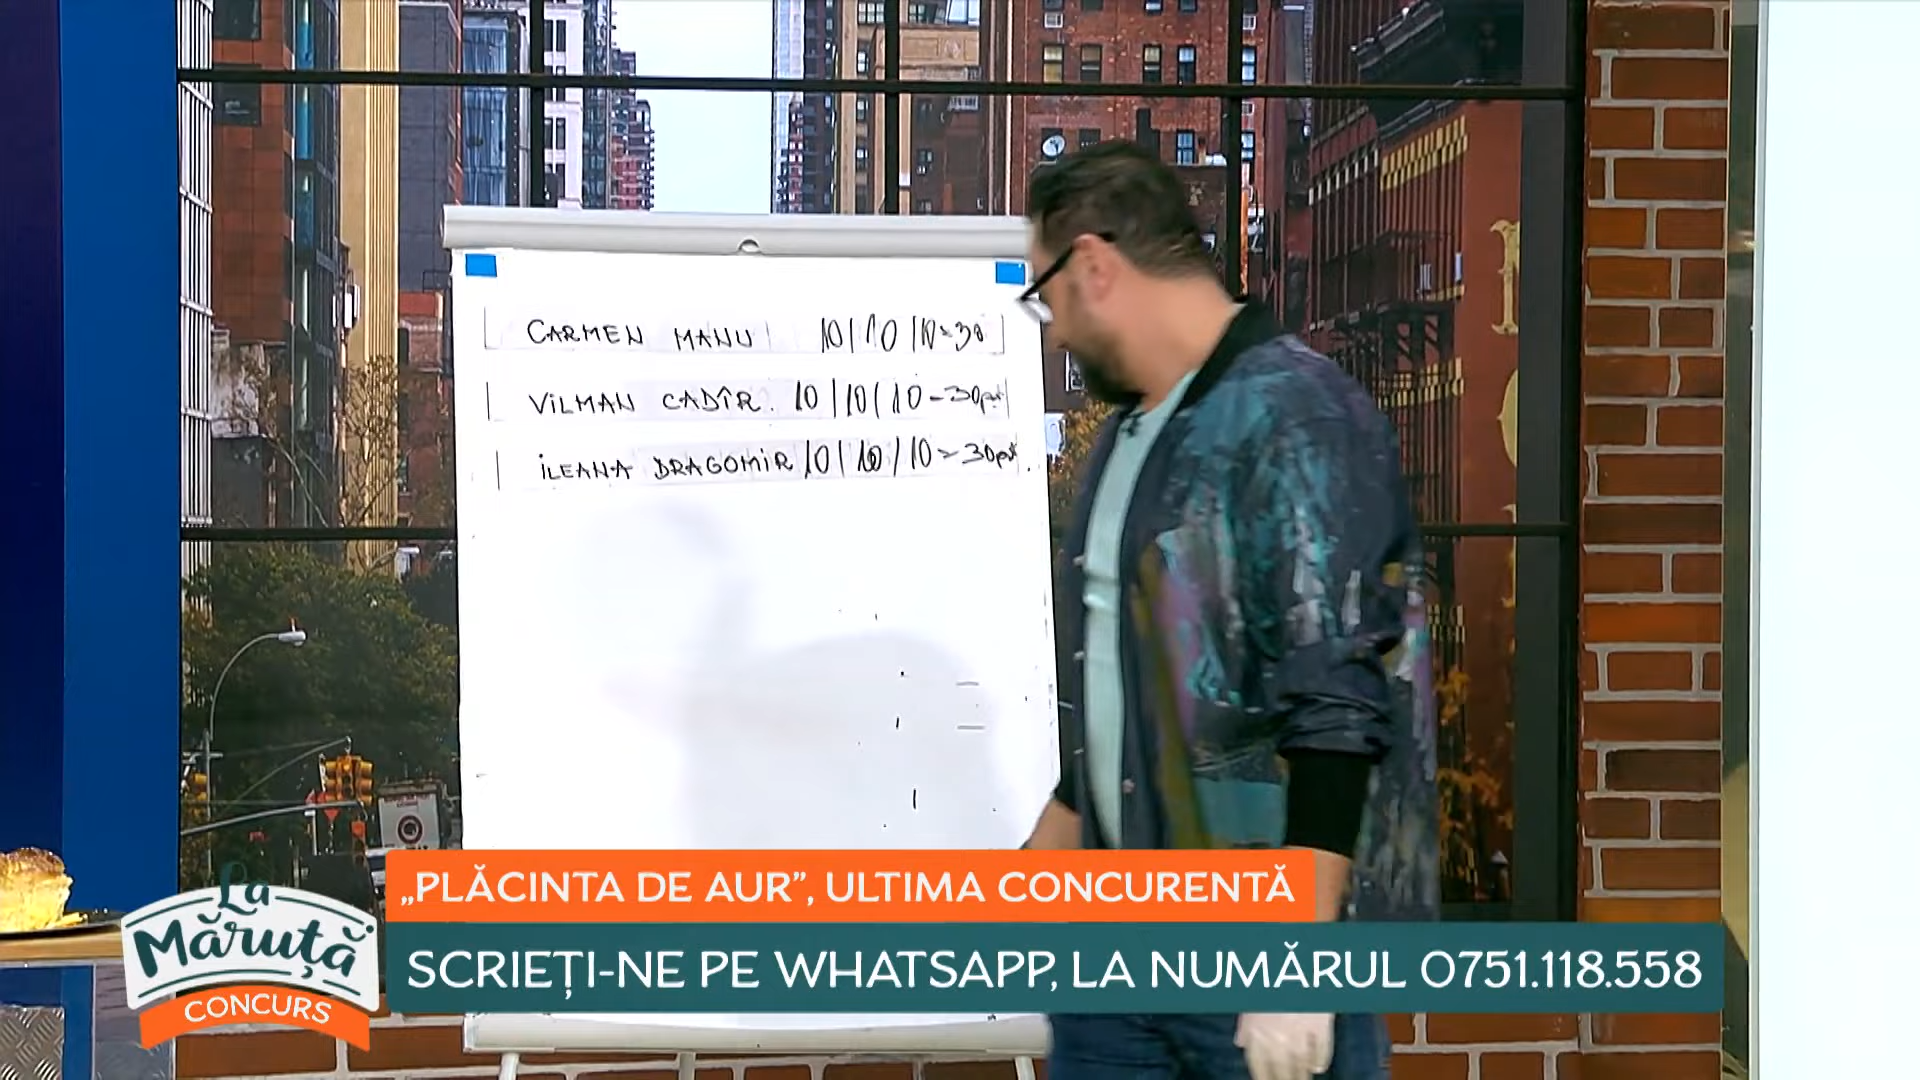 CARMEN MANU 10/10/10=30
VILMAN CADÎR. 10/10/10-30pct
ILEANA DRAGOMIR 10/10/10=30pct.
„PLĂCINTA DE AUR”, ULTIMA CONCURENTĂ
La Măruță
CONCURS
SCRIEȚI-NE PE WHATSAPP, LA NUMĂRUL 0751.118.558